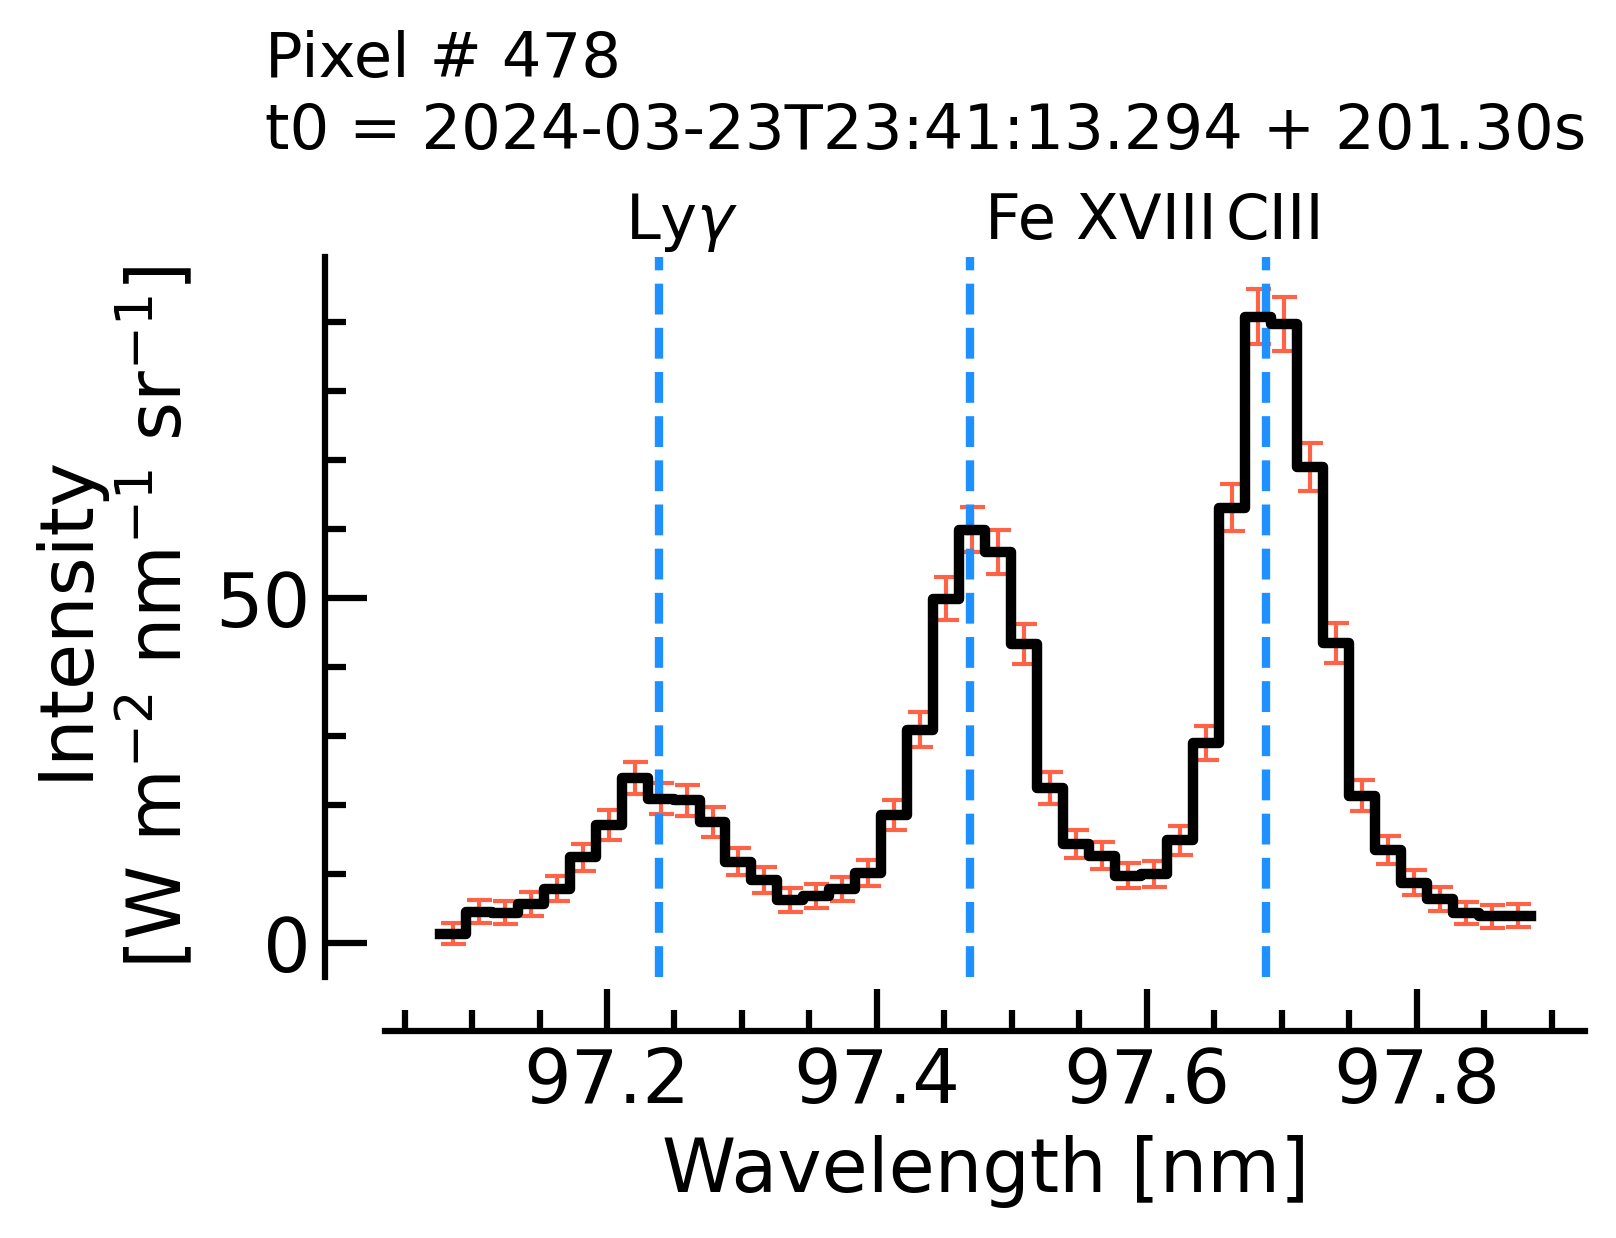 Pixel # 478
t0 = 2024-03-23T23:41:13.294 + 201.30s
Lyγ Fe XVIII CIII
Intensity
[W m⁻² nm⁻¹ sr⁻¹]
50
0
97.2 97.4 97.6 97.8
Wavelength [nm]